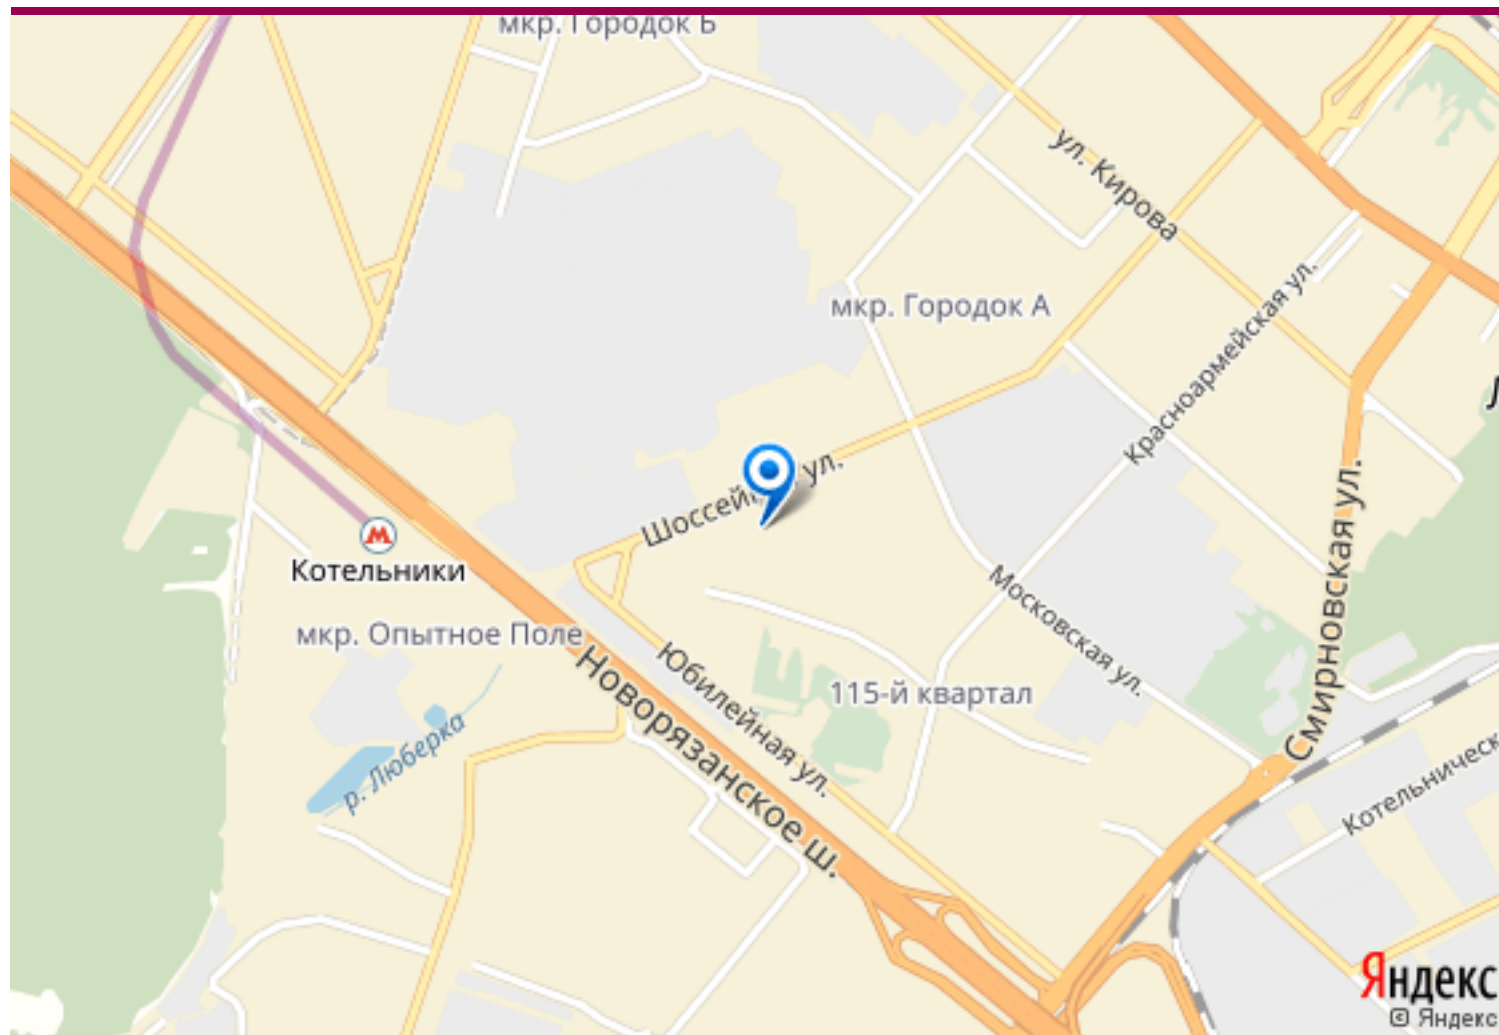 мкр. Городок Б
ул. Кирова
мкр. Городок А
Красноармейская ул.
Шоссей ул.
Котельники
мкр. Опытное Поле
Новорязанское ш.
Юбилейная ул.
115-й квартал
Московская ул.
Смирновская ул.
р. Люберка
Котельническ
Яндекс
© Яндекс